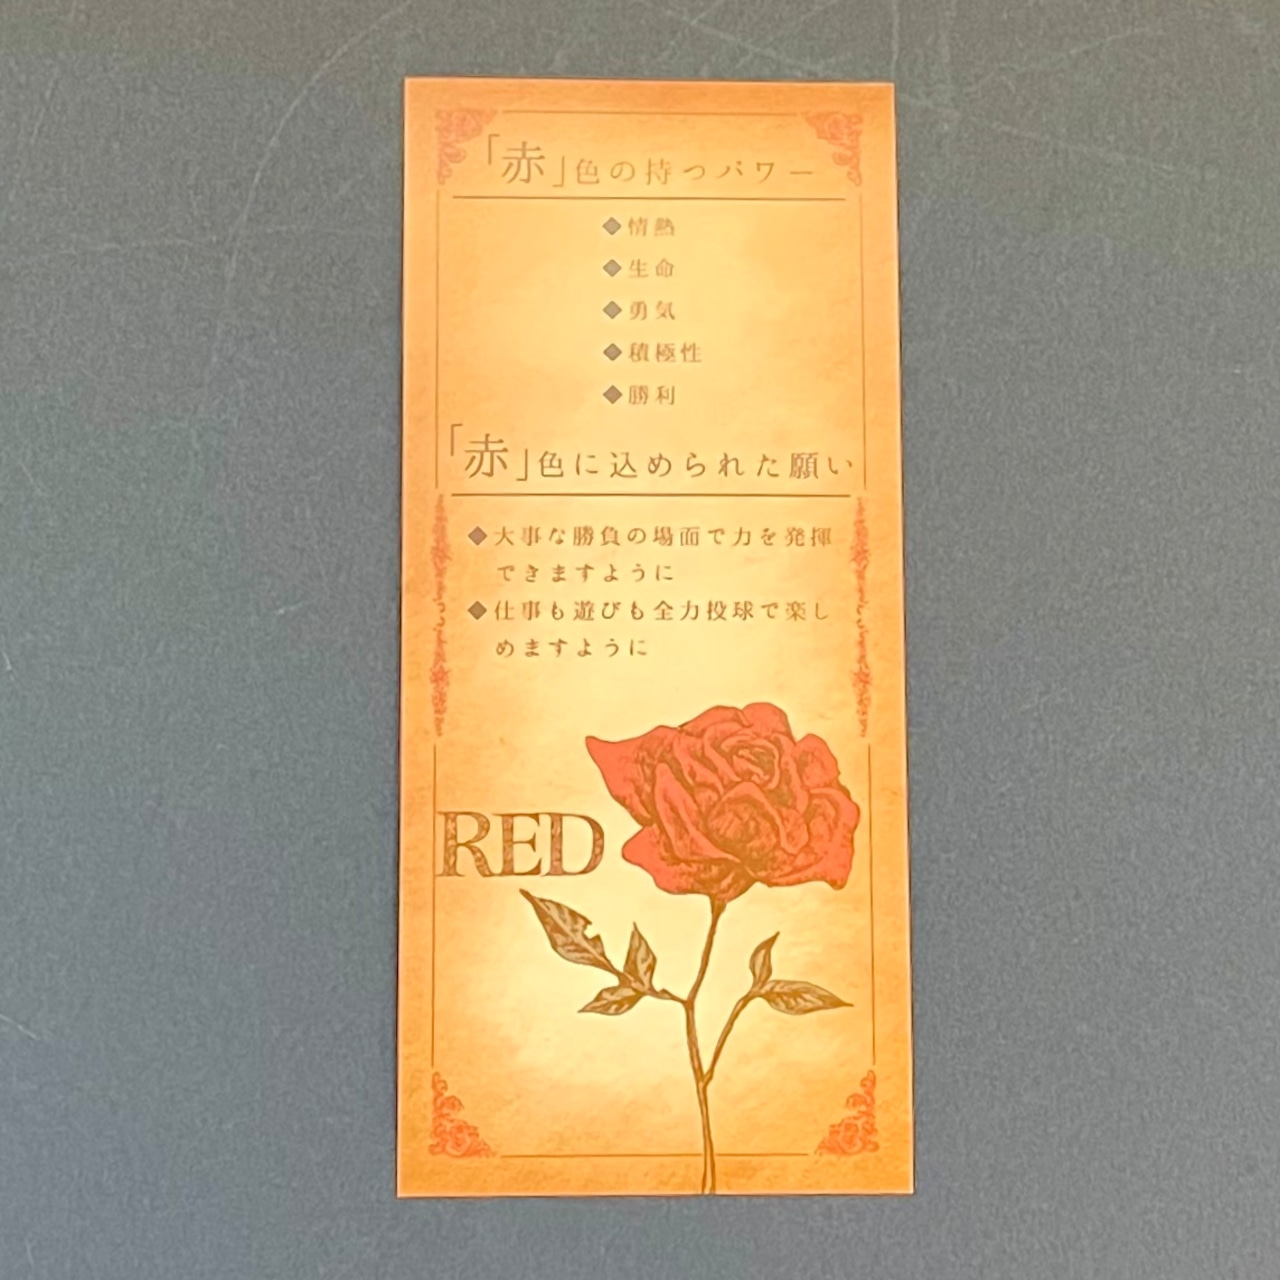 「赤」色の持つパワー
◆情熱
◆生命
◆勇気
◆積極性
◆勝利
「赤」色に込められた願い
◆大事な勝負の場面で力を発揮
できますように
◆仕事も遊びも全力投球で楽し
めますように
RED